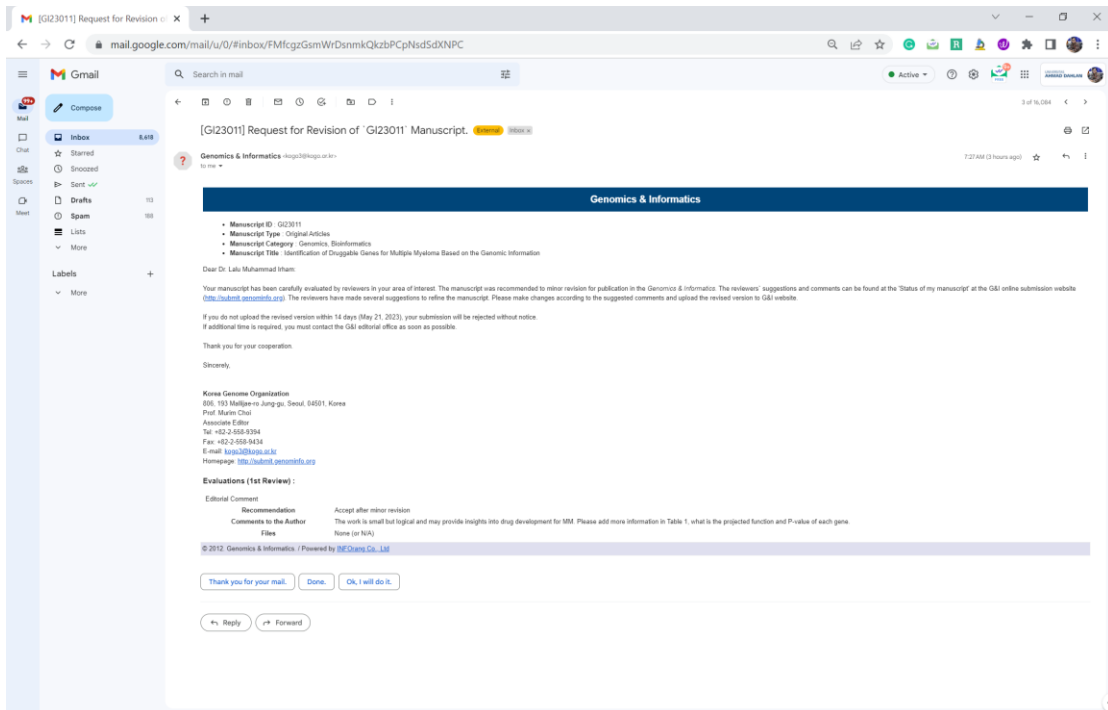 [GI23011] Request for Revision o
mail.google.com/mail/u/0/#inbox/FMfcgzGsmWrDsnmkQkzbPCpNsdSdXNPC
Gmail
Search in mail
Active
99+
Mail
Compose
3 of 16,084
Chat
Spaces
Meet
Inbox 8,618
Starred
Snoozed
Sent
Drafts 113
Spam 188
Lists
More
Labels
More
[GI23011] Request for Revision of `GI23011` Manuscript. External Inbox x
Genomics & Informatics <kogo3@kogo.or.kr>
7:27 AM (3 hours ago)
to me
Genomics & Informatics
• Manuscript ID : GI23011
• Manuscript Type : Original Articles
• Manuscript Category : Genomics, Bioinformatics
• Manuscript Title : Identification of Druggable Genes for Multiple Myeloma Based on the Genomic Information
Dear Dr. Lalu Muhammad Irham:
Your manuscript has been carefully evaluated by reviewers in your area of interest. The manuscript was recommended to minor revision for publication in the Genomics & Informatics. The reviewers` suggestions and comments can be found at the 'Status of my manuscript' at the G&I online submission website
(http://submit.genominfo.org). The reviewers have made several suggestions to refine the manuscript. Please make changes according to the suggested comments and upload the revised version to G&I website.
If you do not upload the revised version within 14 days (May 21, 2023), your submission will be rejected without notice.
If additional time is required, you must contact the G&I editorial office as soon as possible.
Thank you for your cooperation.
Sincerely,
Korea Genome Organization
806, 193 Mallijae-ro Jung-gu, Seoul, 04501, Korea
Prof. Murim Choi
Associate Editor
Tel: +82-2-558-9394
Fax: +82-2-558-9434
E-mail: kogo3@kogo.or.kr
Homepage: http://submit.genominfo.org
Evaluations (1st Review) :
Editorial Comment
Recommendation Accept after minor revision
Comments to the Author The work is small but logical and may provide insights into drug development for MM. Please add more information in Table 1, what is the projected function and P-value of each gene.
Files None (or N/A)
© 2012. Genomics & Informatics. / Powered by INFOrang Co., Ltd
Thank you for your mail.
Done.
Ok, I will do it.
Reply
Forward